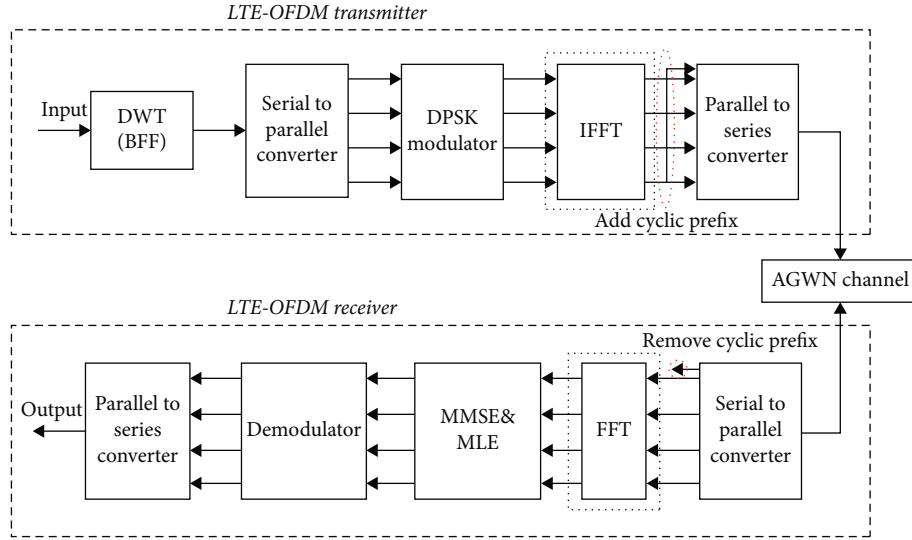 LTE-OFDM transmitter
Input
DWT
(BFF)
Serial to
parallel
converter
DPSK
modulator
IFFT
Parallel to
series
converter
Add cyclic prefix
AGWN channel
LTE-OFDM receiver
Remove cyclic prefix
Output
Parallel to
series
converter
Demodulator
MMSE&
MLE
FFT
Serial to
parallel
converter